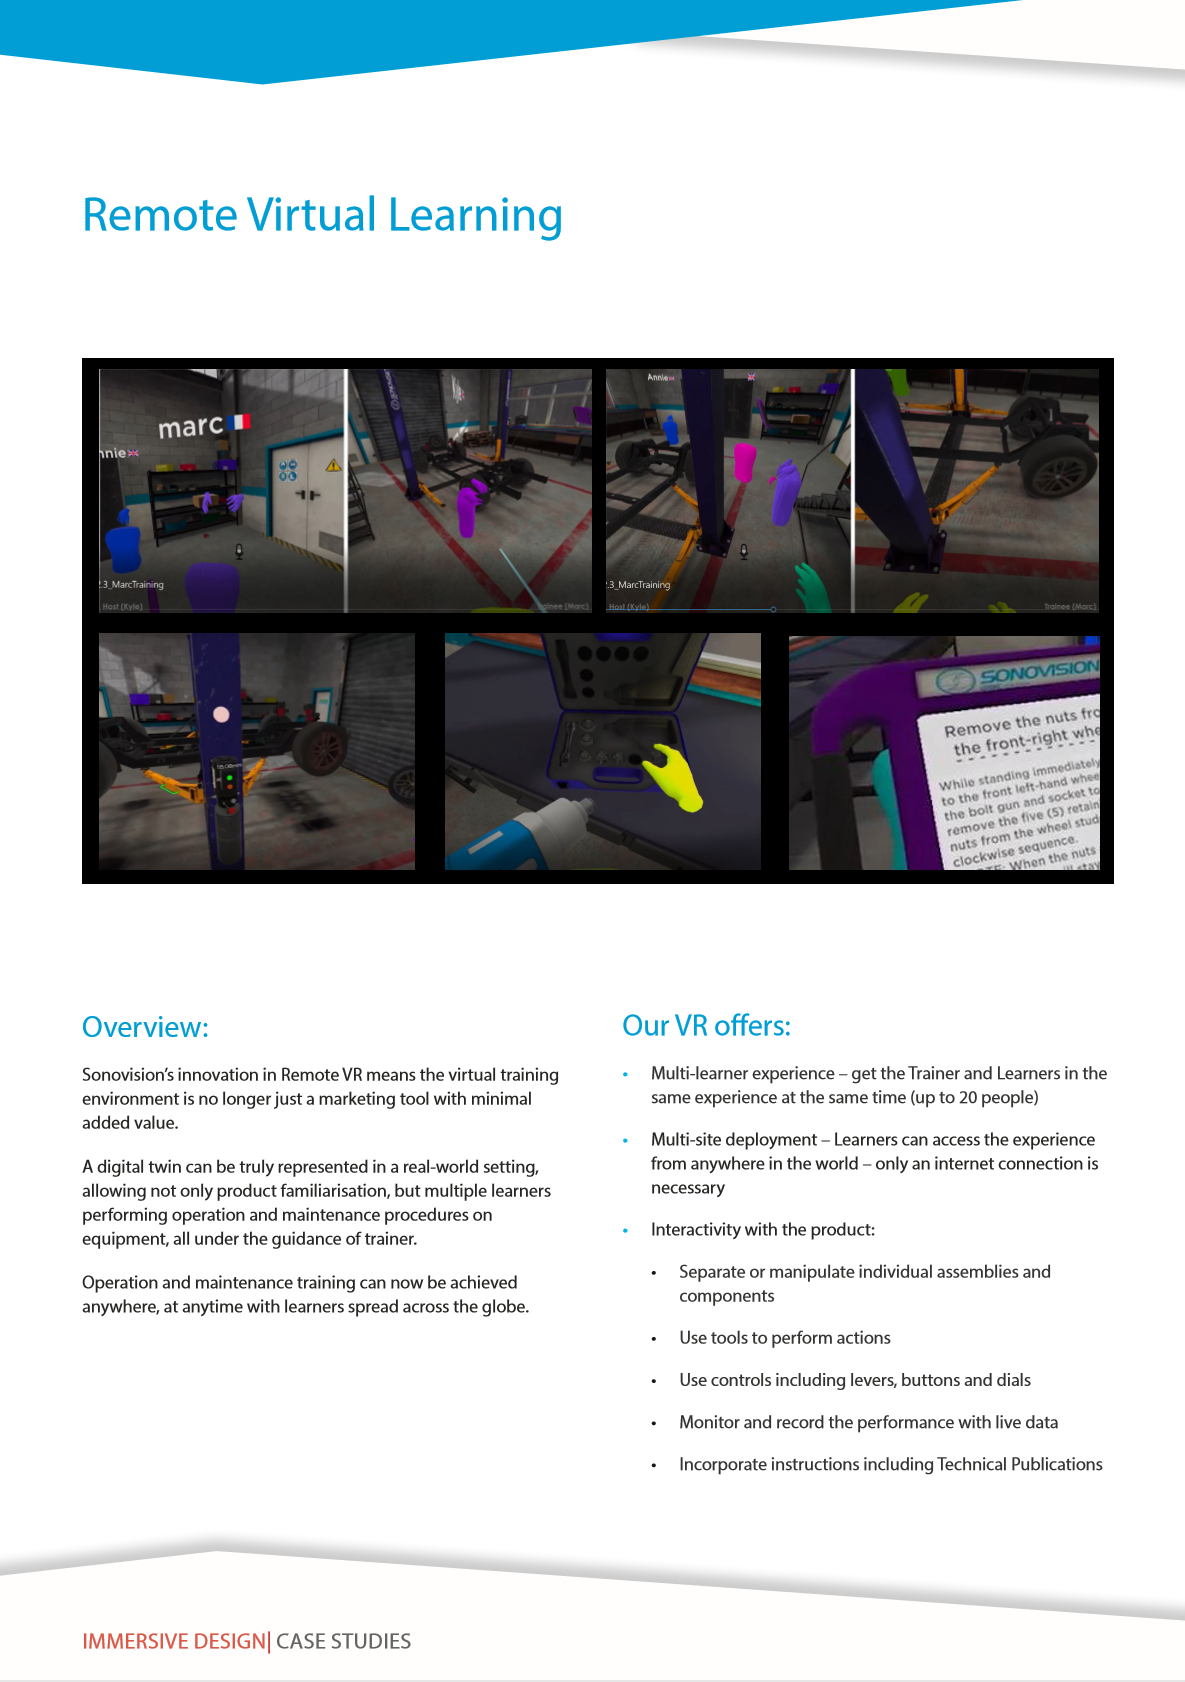 Remote Virtual Learning
marc
nnie
.3_MarcTraining
Host (Kyle)
Trainee (Marc)
Annie
.3_MarcTraining
Host (Kyle)
Trainee (Marc)
SONOVISION
Remove the nuts fro
the front-right whe
While standing immediately
to the front left-hand whee
the bolt gun and socket to
remove the five (5) retain
nuts from the wheel stud
clockwise sequence.
When the nuts
Overview:
Sonovision's innovation in Remote VR means the virtual training
environment is no longer just a marketing tool with minimal
added value.
A digital twin can be truly represented in a real-world setting,
allowing not only product familiarisation, but multiple learners
performing operation and maintenance procedures on
equipment, all under the guidance of trainer.
Operation and maintenance training can now be achieved
anywhere, at anytime with learners spread across the globe.
Our VR offers:
• Multi-learner experience – get the Trainer and Learners in the
same experience at the same time (up to 20 people)
• Multi-site deployment – Learners can access the experience
from anywhere in the world – only an internet connection is
necessary
• Interactivity with the product:
• Separate or manipulate individual assemblies and
components
• Use tools to perform actions
• Use controls including levers, buttons and dials
• Monitor and record the performance with live data
• Incorporate instructions including Technical Publications
IMMERSIVE DESIGN| CASE STUDIES